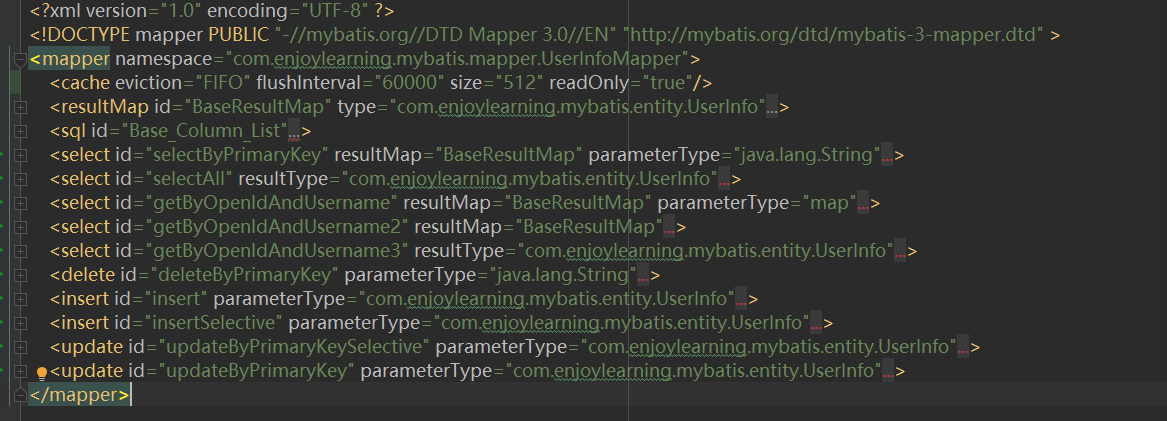 <?xml version="1.0" encoding="UTF-8" ?>
<!DOCTYPE mapper PUBLIC "-//mybatis.org//DTD Mapper 3.0//EN" "http://mybatis.org/dtd/mybatis-3-mapper.dtd" >
<mapper namespace="com.enjoylearning.mybatis.mapper.UserInfoMapper">
<cache eviction="FIFO" flushInterval="60000" size="512" readOnly="true"/>
<resultMap id="BaseResultMap" type="com.enjoylearning.mybatis.entity.UserInfo"...>
<sql id="Base_Column_List"...>
<select id="selectByPrimaryKey" resultMap="BaseResultMap" parameterType="java.lang.String"...>
<select id="selectAll" resultType="com.enjoylearning.mybatis.entity.UserInfo"...>
<select id="getByOpenIdAndUsername" resultMap="BaseResultMap" parameterType="map"...>
<select id="getByOpenIdAndUsername2" resultMap="BaseResultMap"...>
<select id="getByOpenIdAndUsername3" resultType="com.enjoylearning.mybatis.entity.UserInfo"...>
<delete id="deleteByPrimaryKey" parameterType="java.lang.String"...>
<insert id="insert" parameterType="com.enjoylearning.mybatis.entity.UserInfo"...>
<insert id="insertSelective" parameterType="com.enjoylearning.mybatis.entity.UserInfo"...>
<update id="updateByPrimaryKeySelective" parameterType="com.enjoylearning.mybatis.entity.UserInfo"...>
<update id="updateByPrimaryKey" parameterType="com.enjoylearning.mybatis.entity.UserInfo"...>
</mapper>